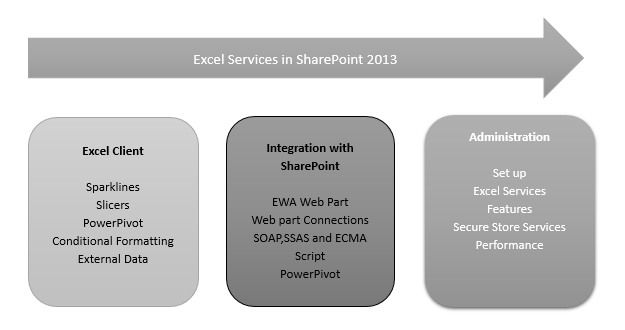 Excel Services in SharePoint 2013
Excel Client
Sparklines
Slicers
PowerPivot
Conditional Formatting
External Data
Integration with
SharePoint
EWA Web Part
Web part Connections
SOAP,SSAS and ECMA
Script
PowerPivot
Administration
Set up
Excel Services
Features
Secure Store Services
Performance